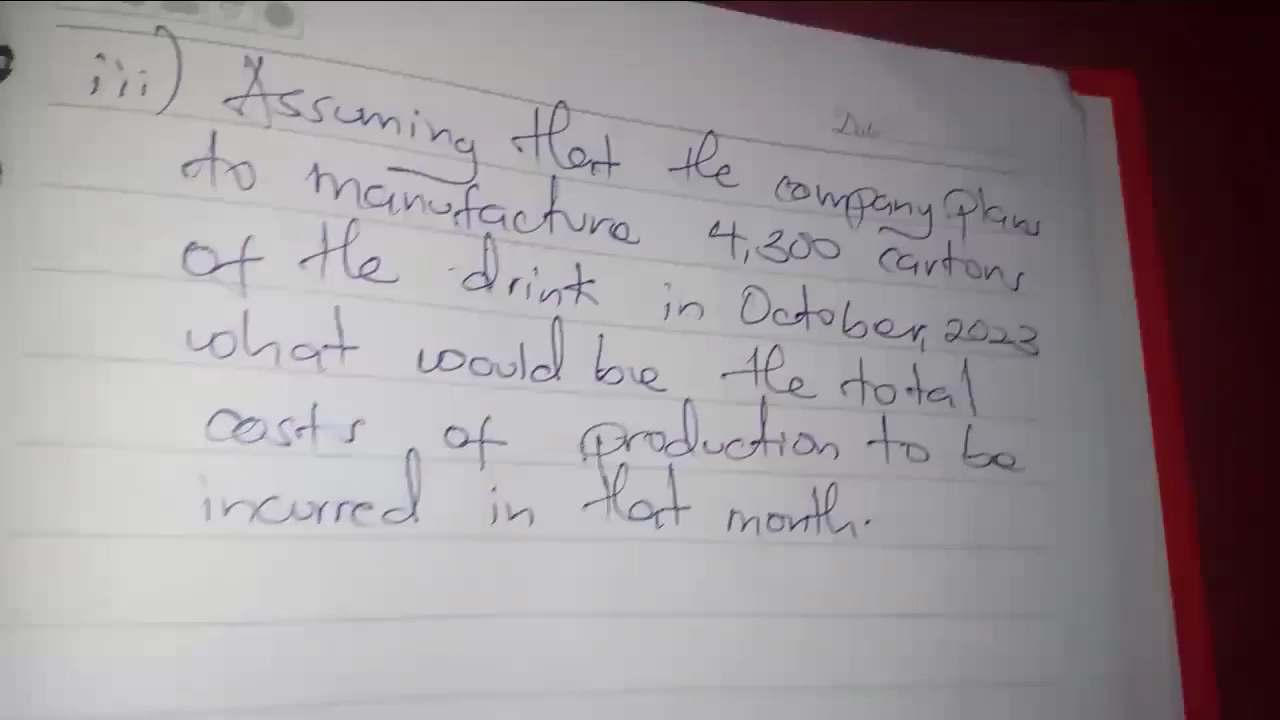 iii) Assuming that the company plans
to manufacture 4,300 cartons
of the drink in October, 2023
what would be the total
costs of production to be
incurred in that month.